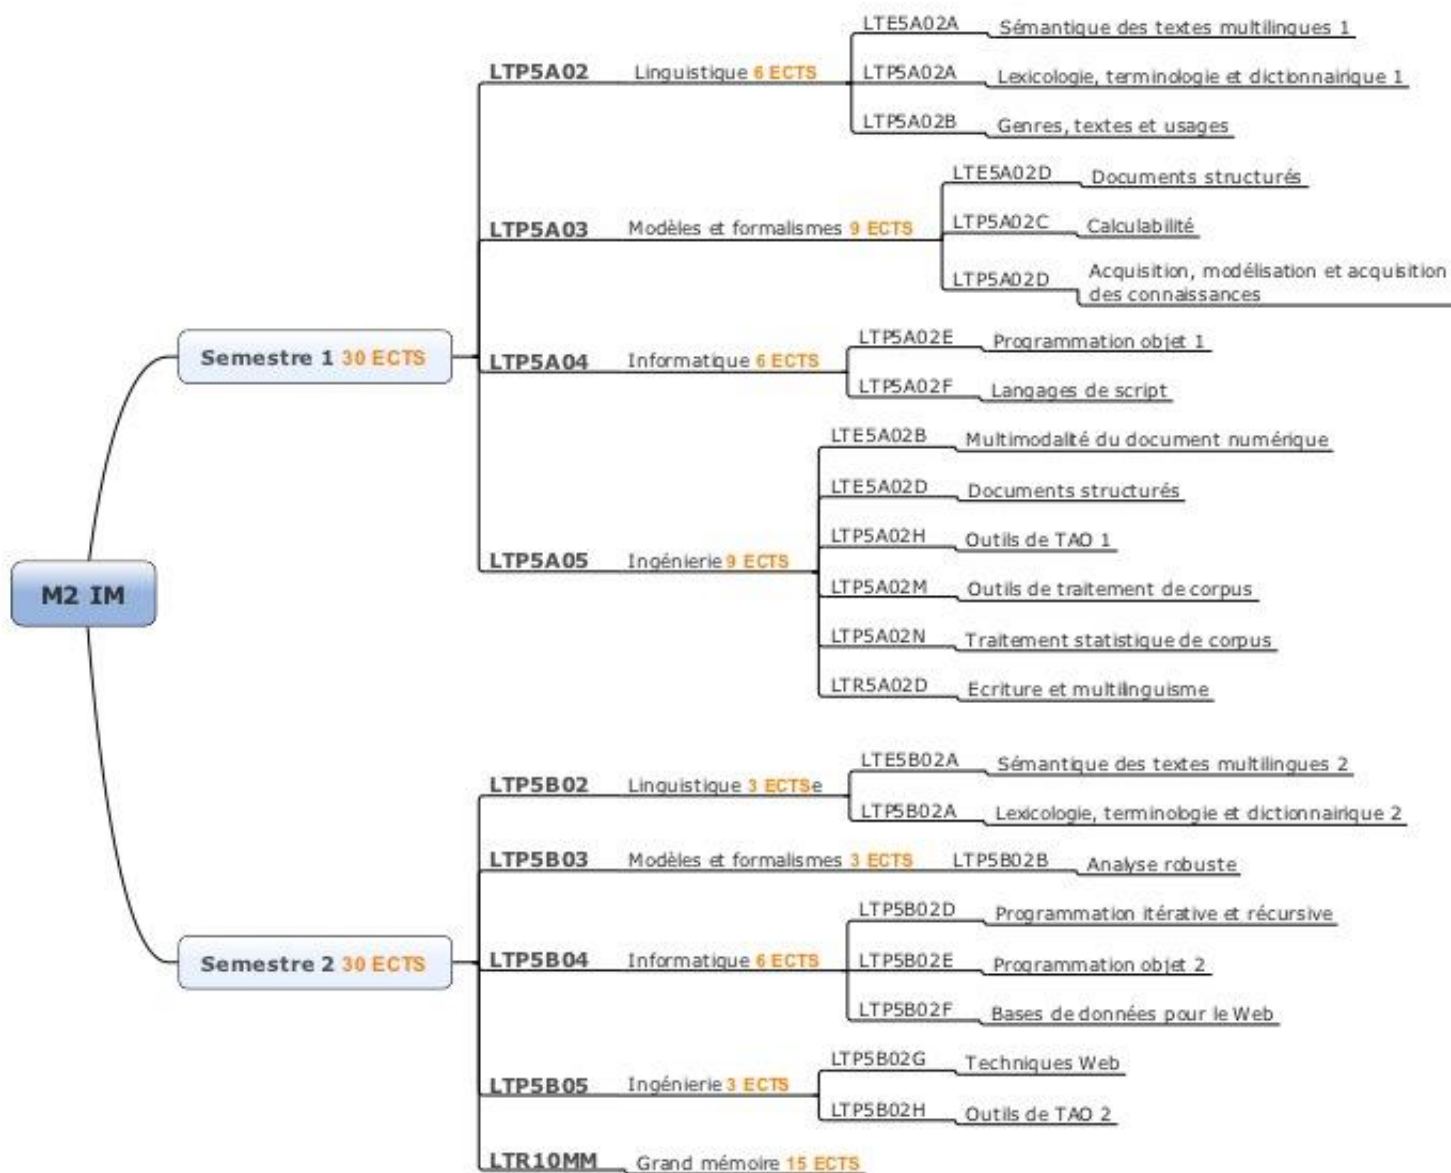 M2 IM
Semestre 1 30 ECTS
LTP5A02 Linguistique 6 ECTS
LTE5A02A Sémantique des textes multilingues 1
LTP5A02A Lexicologie, terminologie et dictionnairique 1
LTP5A02B Genres, textes et usages
LTP5A03 Modèles et formalismes 9 ECTS
LTE5A02D Documents structurés
LTP5A02C Calculabilité
LTP5A02D Acquisition, modélisation et acquisition
des connaissances
LTP5A04 Informatique 6 ECTS
LTP5A02E Programmation objet 1
LTP5A02F Langages de script
LTP5A05 Ingénierie 9 ECTS
LTE5A02B Multimodalité du document numérique
LTE5A02D Documents structurés
LTP5A02H Outils de TAO 1
LTP5A02M Outils de traitement de corpus
LTP5A02N Traitement statistique de corpus
LTR5A02D Ecriture et multilinguisme
Semestre 2 30 ECTS
LTP5B02 Linguistique 3 ECTSe
LTE5B02A Sémantique des textes multilingues 2
LTP5B02A Lexicologie, terminologie et dictionnairique 2
LTP5B03 Modèles et formalismes 3 ECTS
LTP5B02B Analyse robuste
LTP5B04 Informatique 6 ECTS
LTP5B02D Programmation itérative et récursive
LTP5B02E Programmation objet 2
LTP5B02F Bases de données pour le Web
LTP5B05 Ingénierie 3 ECTS
LTP5B02G Techniques Web
LTP5B02H Outils de TAO 2
LTR10MM Grand mémoire 15 ECTS